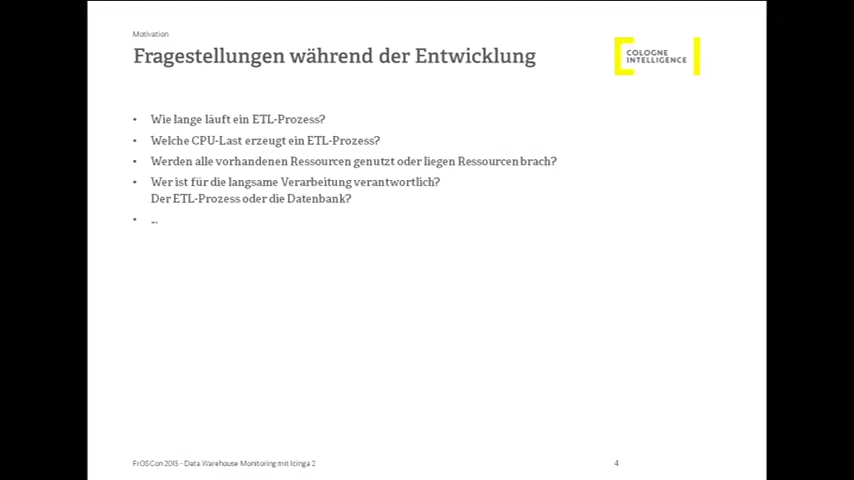 Motivation
Fragestellungen während der Entwicklung
COLOGNE
INTELLIGENCE
• Wie lange läuft ein ETL-Prozess?
• Welche CPU-Last erzeugt ein ETL-Prozess?
• Werden alle vorhandenen Ressourcen genutzt oder liegen Ressourcen brach?
• Wer ist für die langsame Verarbeitung verantwortlich?
Der ETL-Prozess oder die Datenbank?
• ...
FrOSCon 2015 - Data Warehouse Monitoring mit Icinga 2
4